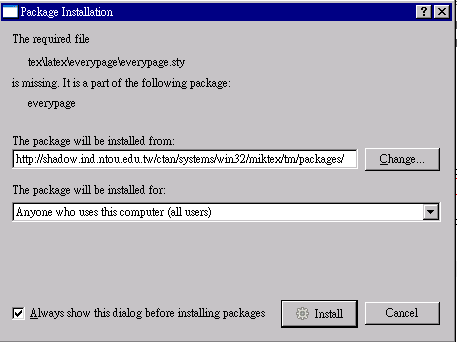 Package Installation
The required file
tex\latex\everypage\everypage.sty
is missing. It is a part of the following package:
everypage
The package will be installed from:
http://shadow.ind.ntou.edu.tw/ctan/systems/win32/miktex/tm/packages/
Change...
The package will be installed for:
Anyone who uses this computer (all users)
Always show this dialog before installing packages
Install
Cancel